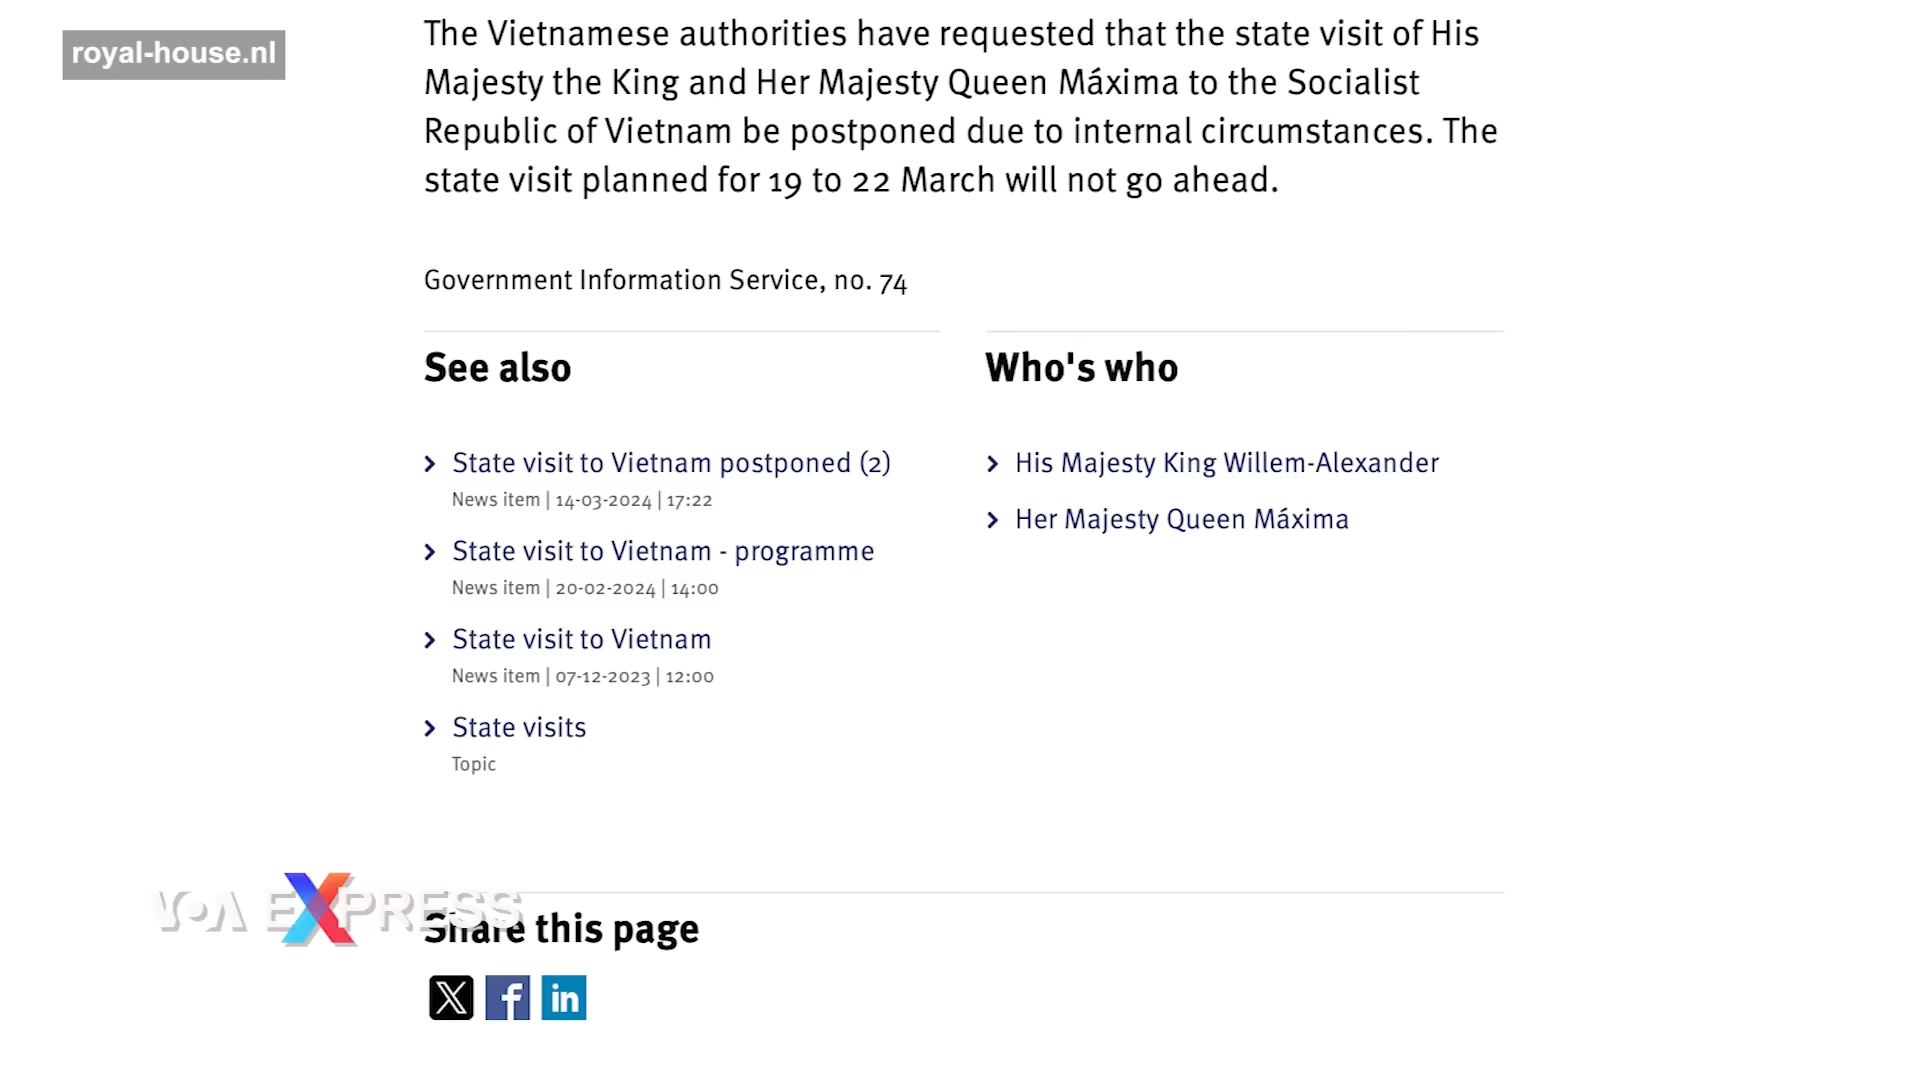 royal-house.nl
The Vietnamese authorities have requested that the state visit of His
Majesty the King and Her Majesty Queen Máxima to the Socialist
Republic of Vietnam be postponed due to internal circumstances. The
state visit planned for 19 to 22 March will not go ahead.
Government Information Service, no. 74
See also
State visit to Vietnam postponed (2)
News item | 14-03-2024 | 17:22
State visit to Vietnam - programme
News item | 20-02-2024 | 14:00
State visit to Vietnam
News item | 07-12-2023 | 12:00
State visits
Topic
Who's who
His Majesty King Willem-Alexander
Her Majesty Queen Máxima
VOA EXPRESS
Share this page
X f in